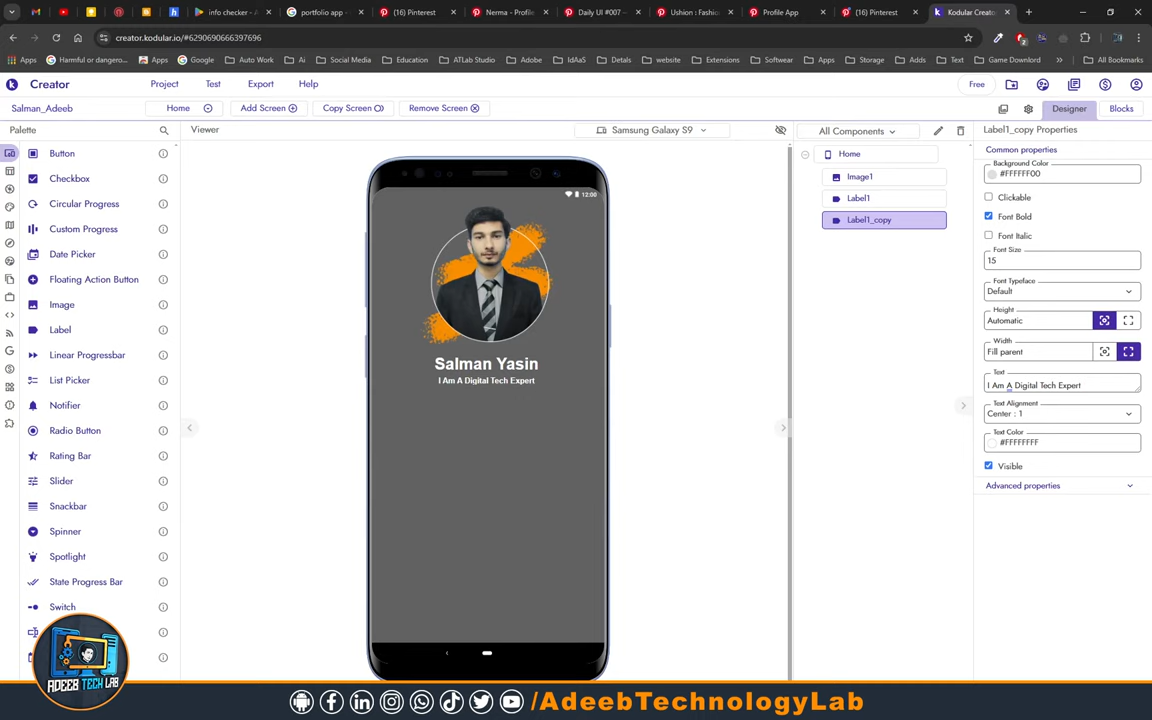 info checker - A
portfolio app -
(16) Pinterest
Nerma - Profile
Daily UI #007 -
Ushion : Fashio
Profile App
(16) Pinterest
Kodular Creator
creator.kodular.io/#6290690666397696
Apps
Harmful or dangero...
Apps
Google
Auto Work
Ai
Social Media
Education
ATLab Studio
Adobe
IdAaS
Detals
website
Extensions
Softwear
Apps
Storage
Adds
Text
Game Downlord
All Bookmarks
Creator
Project
Test
Export
Help
Free
Salman_Adeeb
Home
Add Screen
Copy Screen
Remove Screen
Designer
Blocks
Palette
Viewer
Samsung Galaxy S9
All Components
Label1_copy Properties
Button
Checkbox
Circular Progress
Custom Progress
Date Picker
Floating Action Button
Image
Label
Linear Progressbar
List Picker
Notifier
Radio Button
Rating Bar
Slider
Snackbar
Spinner
Spotlight
State Progress Bar
Switch
12:00
Salman Yasin
I Am A Digital Tech Expert
Home
Image1
Label1
Label1_copy
Common properties
Background Color
#FFFFFF00
Clickable
Font Bold
Font Italic
Font Size
15
Font Typeface
Default
Height
Automatic
Width
Fill parent
Text
I Am A Digital Tech Expert
Text Alignment
Center : 1
Text Color
#FFFFFFFF
Visible
Advanced properties
ADEEB TECH LAB
/AdeebTechnologyLab